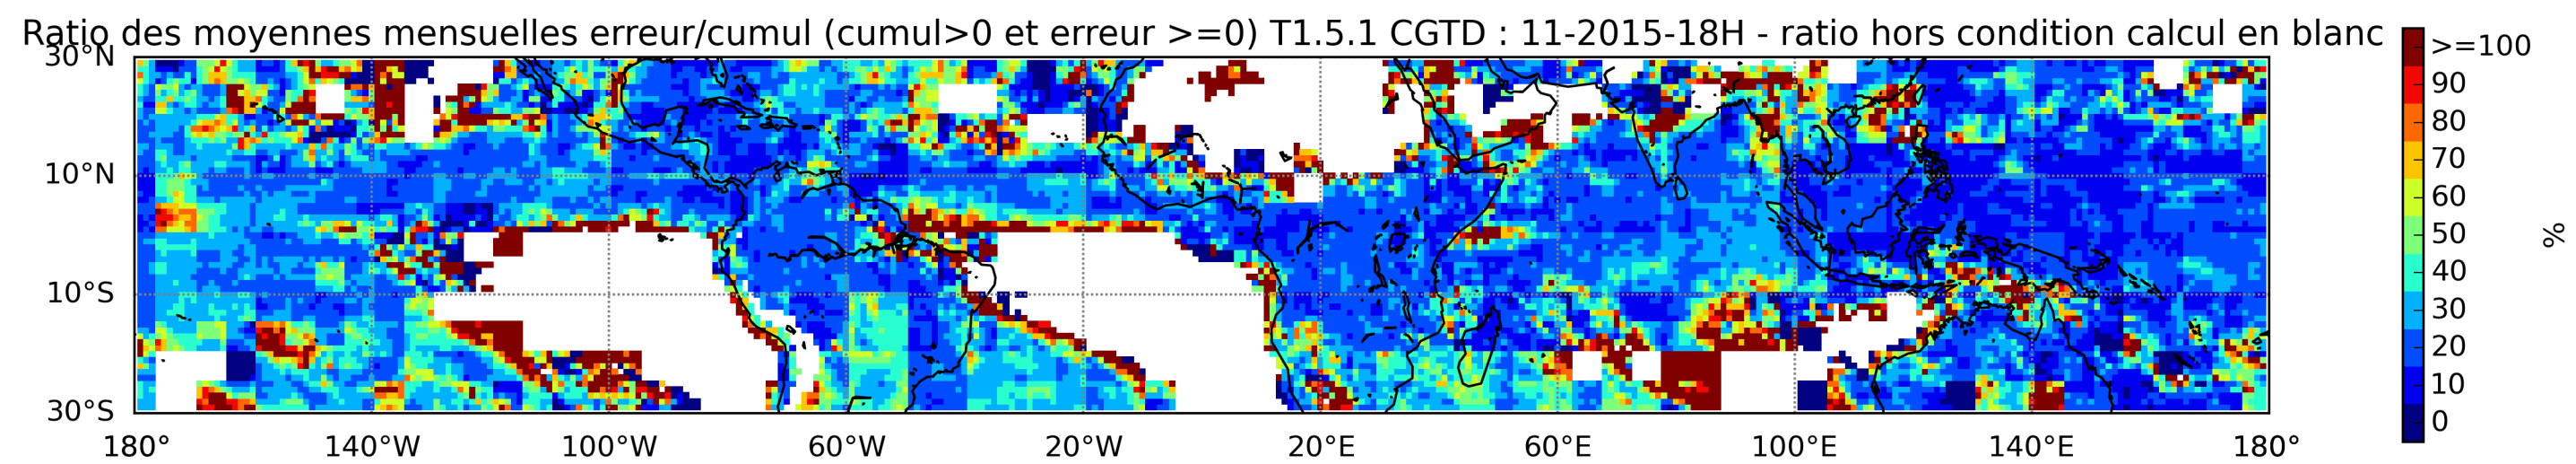 Ratio des moyennes mensuelles erreur/cumul (cumul>0 et erreur >=0) T1.5.1 CGTD : 11-2015-18H - ratio hors condition calcul en blanc
30°N
10°N
10°S
30°S
180° 140°W 100°W 60°W 20°W 20°E 60°E 100°E 140°E 180°
>=100
90
80
70
60
50
40
30
20
10
0
%